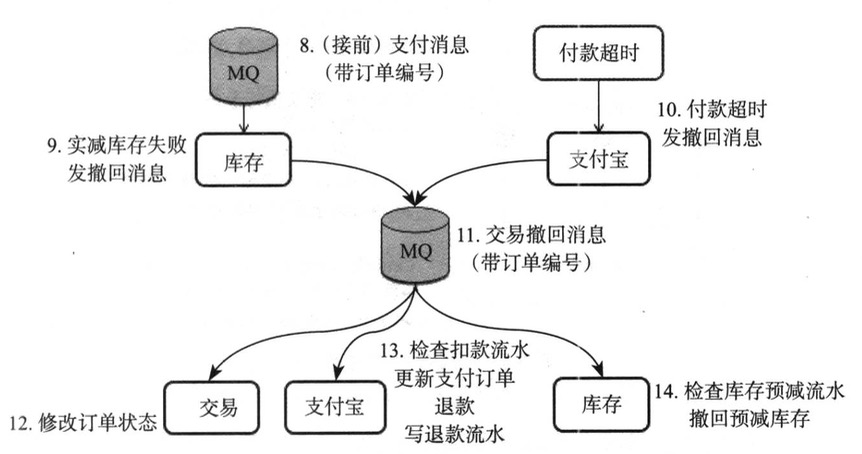 8.（接前）支付消息
（带订单编号）
MQ
付款超时
9. 实减库存失败
发撤回消息
库存
10. 付款超时
发撤回消息
支付宝
MQ
11. 交易撤回消息
（带订单编号）
12. 修改订单状态
交易
支付宝
13. 检查扣款流水
更新支付订单
退款
写退款流水
库存
14. 检查库存预减流水
撤回预减库存